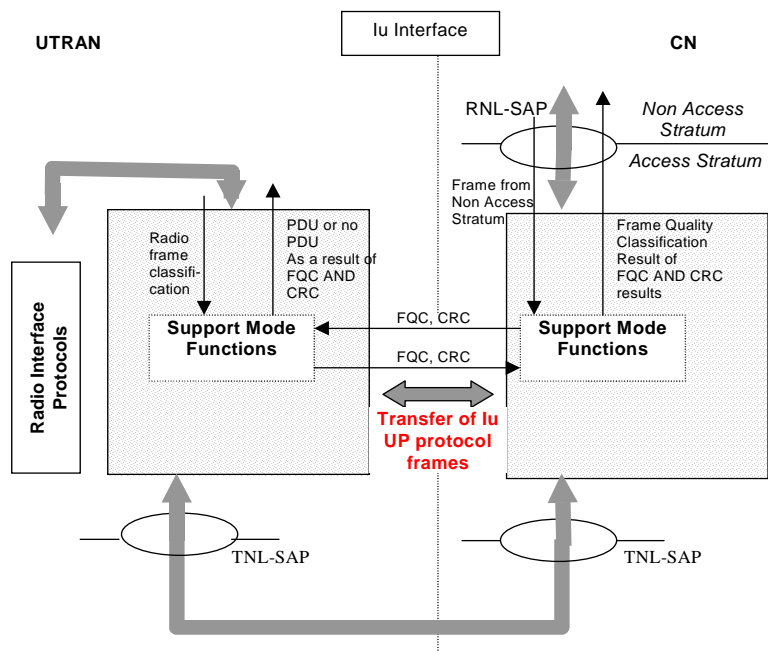 Iu Interface
UTRAN
CN
RNL-SAP
Non Access
Stratum
Access Stratum
Frame from
Non Access
Stratum
Radio
frame
classifi-
cation
PDU or no
PDU
As a result of
FQC AND
CRC
Frame Quality
Classification
Result of
FQC AND CRC
results
Radio Interface
Protocols
Support Mode
Functions
FQC, CRC
FQC, CRC
Support Mode
Functions
Transfer of Iu
UP protocol
frames
TNL-SAP
TNL-SAP